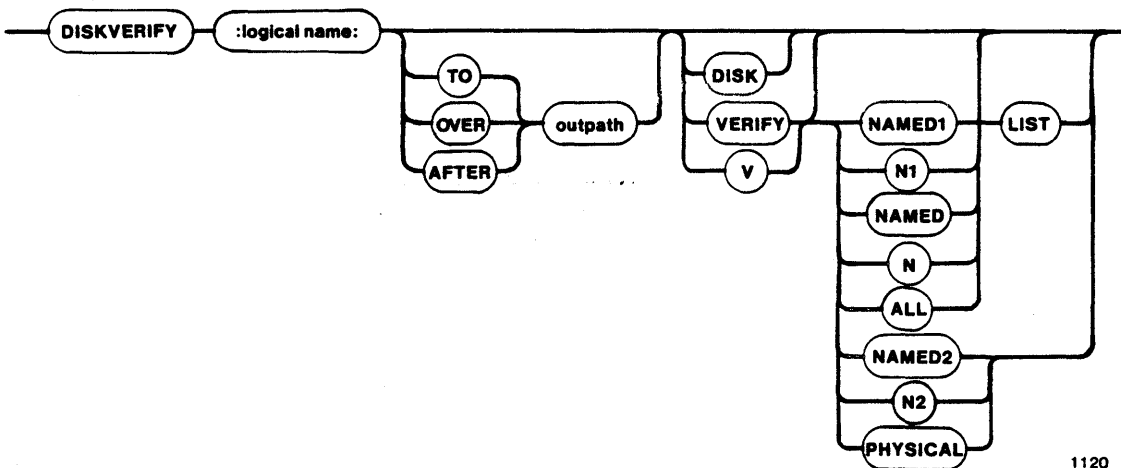 DISKVERIFY
:logical name:
TO
OVER
AFTER
outpath
DISK
VERIFY
V
NAMED1
N1
NAMED
N
ALL
NAMED2
N2
PHYSICAL
LIST
1120